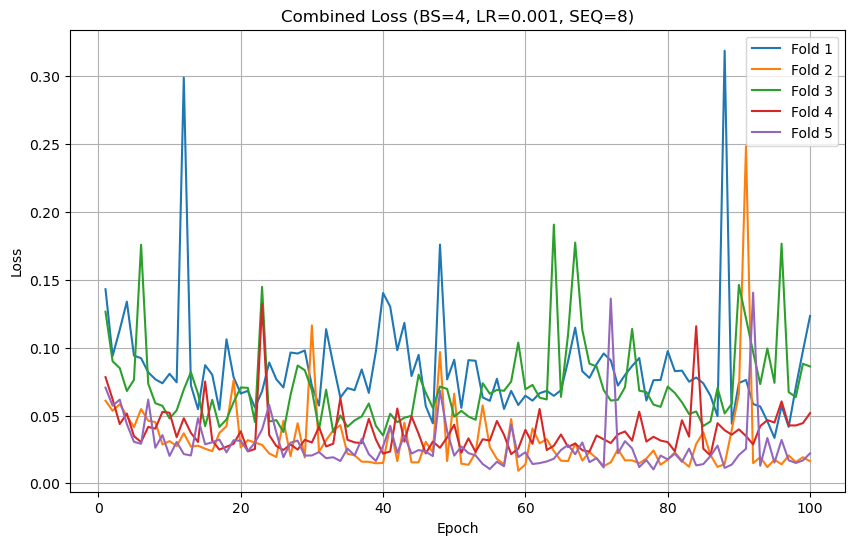 Combined Loss (BS=4, LR=0.001, SEQ=8)
Fold 1
Fold 2
Fold 3
Fold 4
Fold 5
Loss
0.30
0.25
0.20
0.15
0.10
0.05
0.00
0
20
40
60
80
100
Epoch